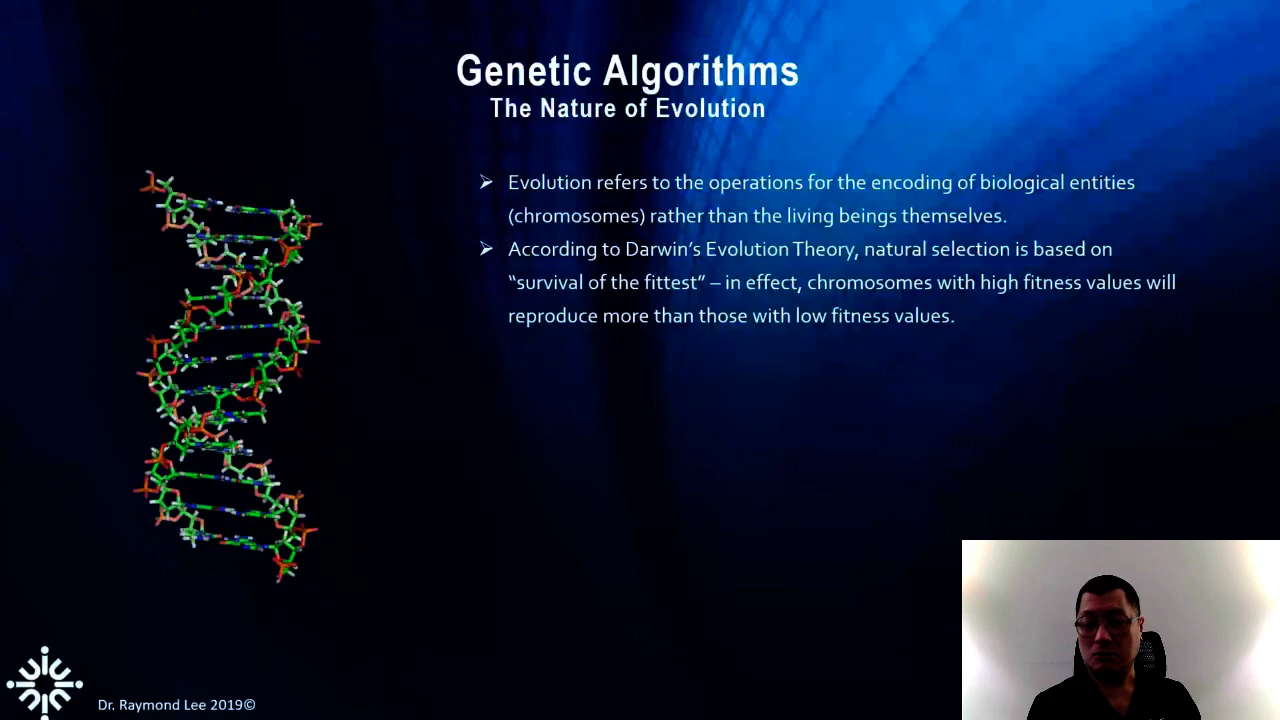 Genetic Algorithms
The Nature of Evolution
➢ Evolution refers to the operations for the encoding of biological entities
(chromosomes) rather than the living beings themselves.
➢ According to Darwin’s Evolution Theory, natural selection is based on
“survival of the fittest” – in effect, chromosomes with high fitness values will
reproduce more than those with low fitness values.
Dr. Raymond Lee 2019©